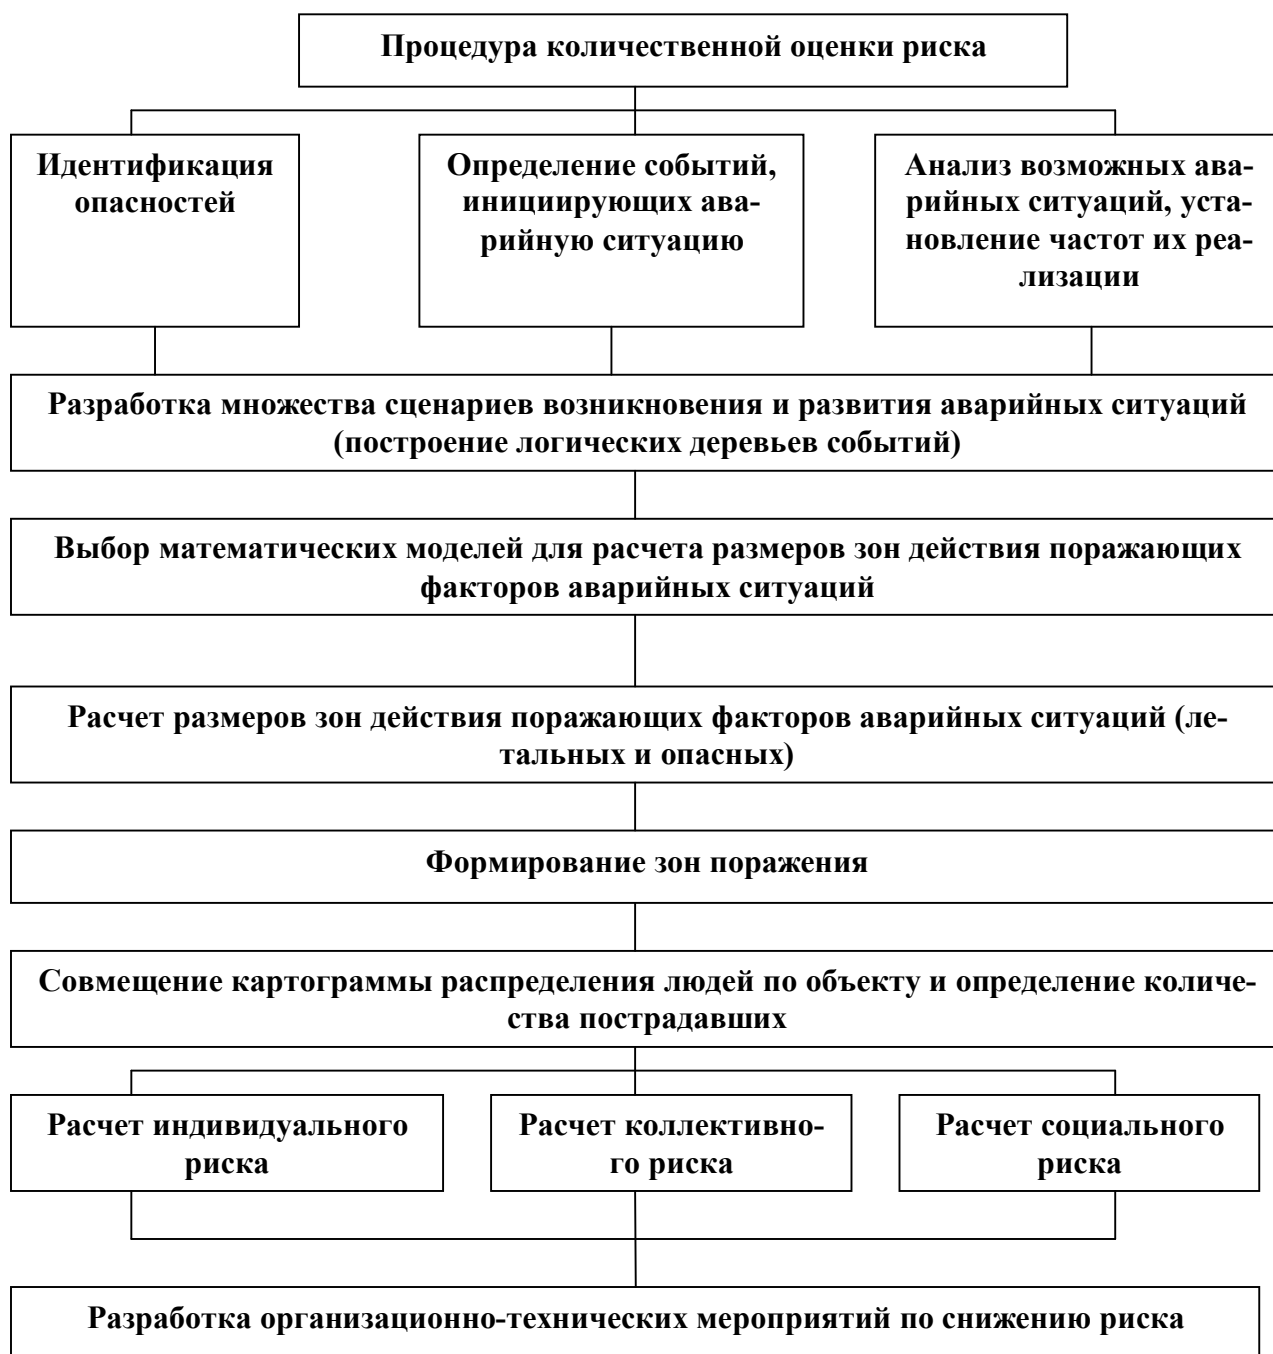 Процедура количественной оценки риска
Идентификация
опасностей
Определение событий,
инициирующих ава-
рийную ситуацию
Анализ возможных ава-
рийных ситуаций, уста-
новление частот их реа-
лизации
Разработка множества сценариев возникновения и развития аварийных ситуаций
(построение логических деревьев событий)
Выбор математических моделей для расчета размеров зон действия поражающих
факторов аварийных ситуаций
Расчет размеров зон действия поражающих факторов аварийных ситуаций (ле-
тальных и опасных)
Формирование зон поражения
Совмещение картограммы распределения людей по объекту и определение количе-
ства пострадавших
Расчет индивидуального
риска
Расчет коллективно-
го риска
Расчет социального
риска
Разработка организационно-технических мероприятий по снижению риска